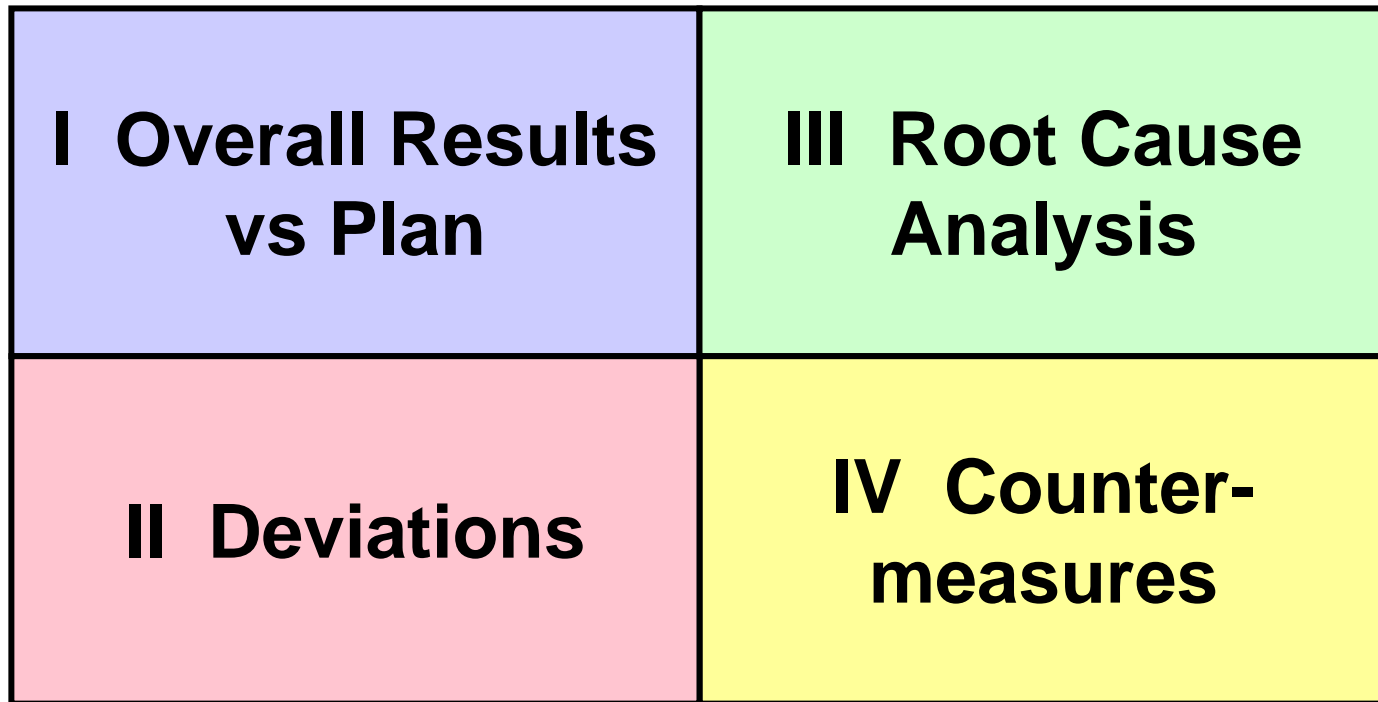 I Overall Results
vs Plan
II Deviations
III Root Cause
Analysis
IV Counter-
measures